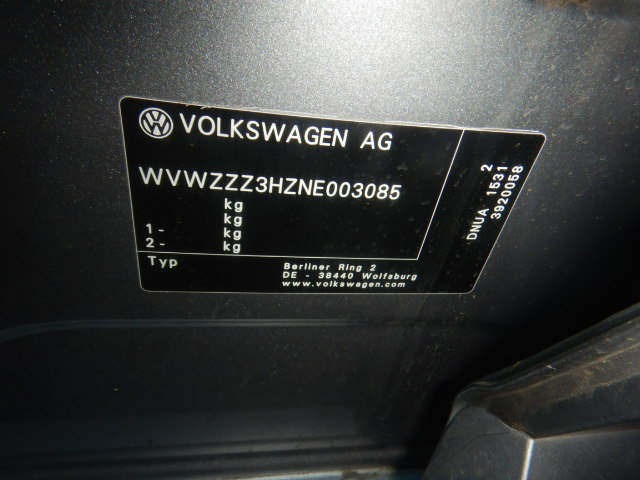 VOLKSWAGEN AG
WVWZZZ3HZNE003085
kg
kg
1 - kg
2 - kg
Typ
Berliner Ring 2
DE - 38440 Wolfsburg
www.volkswagen.com
DNUA 1531 2
3920058